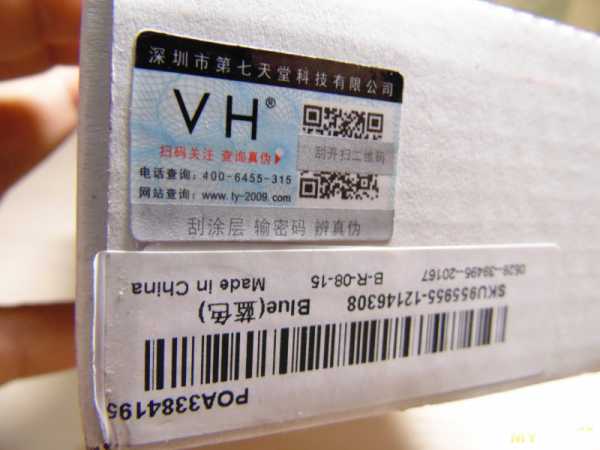 深圳市第七天堂科技有限公司
VH®
扫码关注 查询真伪
刮开扫二维码
电话查询：400-6455-315
网站查询：www.ty-2009.com
刮涂层 输密码 辨真伪
POA3384195
SKU955955-12146308 Blue(蓝色)
0629--39495--20167 B-R-08-15 Made in China